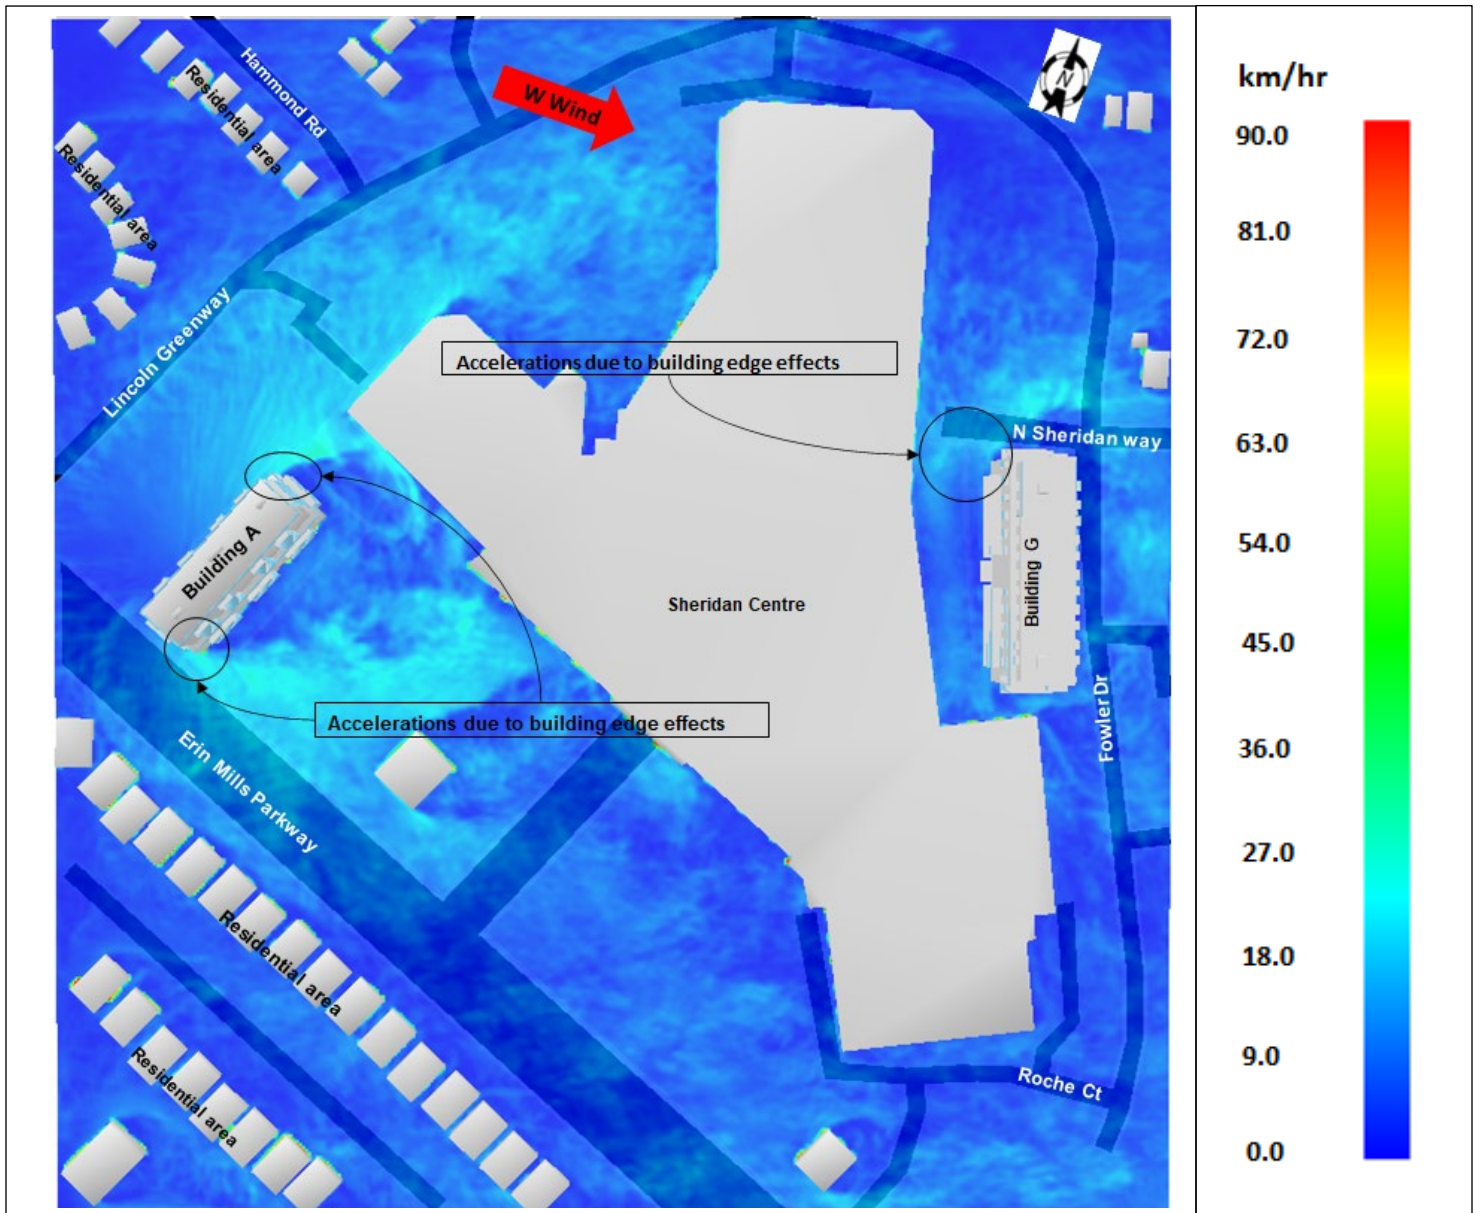 Hammond Rd
Residential area
Residential area
W Wind
N
km/hr
90.0
81.0
72.0
63.0
54.0
45.0
36.0
27.0
18.0
9.0
0.0
Lincoln Greenway
Accelerations due to building edge effects
N Sheridan way
Building A
Building G
Sheridan Centre
Accelerations due to building edge effects
Erin Mills Parkway
Fowler Dr
Residential area
Residential area
Roche Ct